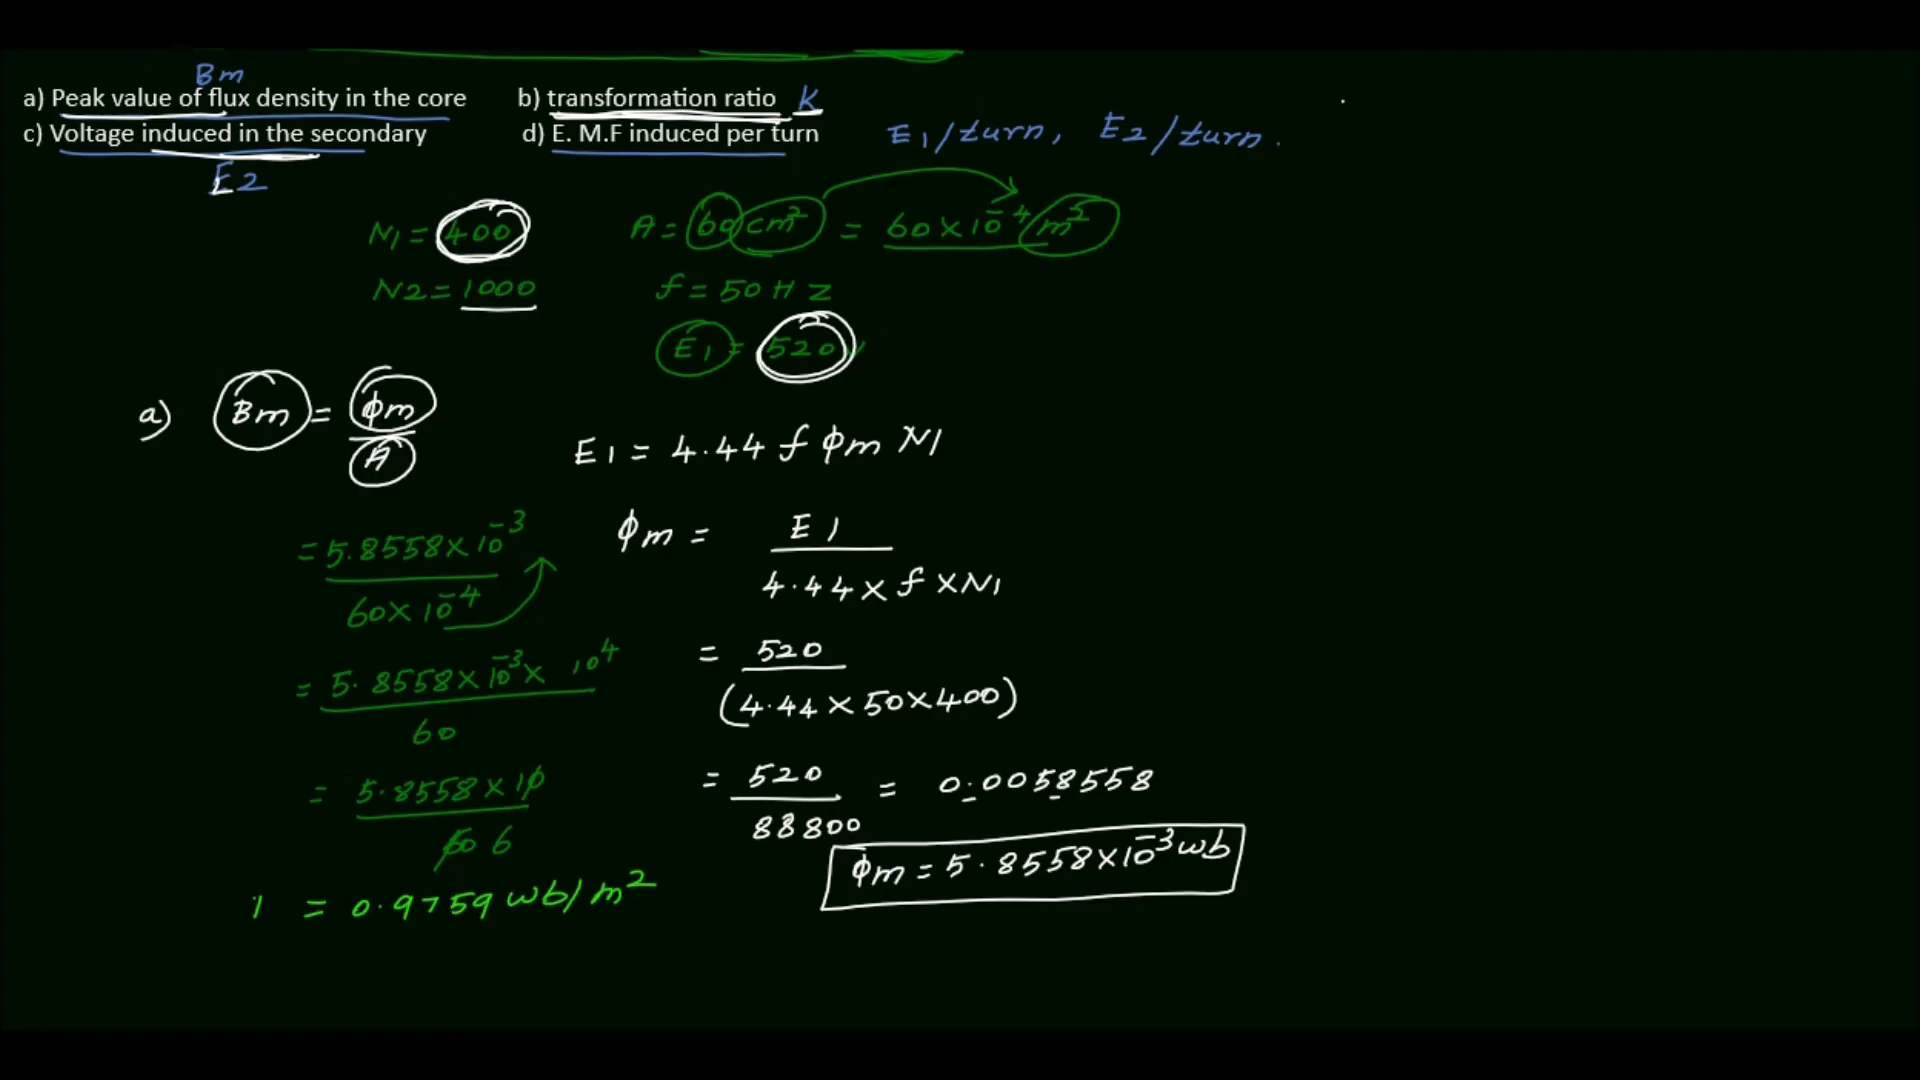 Bm
a) Peak value of flux density in the core b) transformation ratio K
c) Voltage induced in the secondary d) E. M.F induced per turn E1/turn, E2/turn.
E2
N1 = 400 A = 60 cm² = 60 × 10⁻⁴ m²
N2 = 1000 f = 50 HZ
E1 = 520 v
a) Bm = ϕm / A
E1 = 4.44 f ϕm N1
= 5.8558 × 10⁻³ / 60 × 10⁻⁴
ϕm = E1 / 4.44 × f × N1
= 5.8558 × 10⁻³ × 10⁴ / 60
= 520 / (4.44 × 50 × 400)
= 5.8558 × 10 / 60 6
= 520 / 88800 = 0.0058558
ϕm = 5.8558 × 10⁻³ wb
= 0.9759 wb/m²